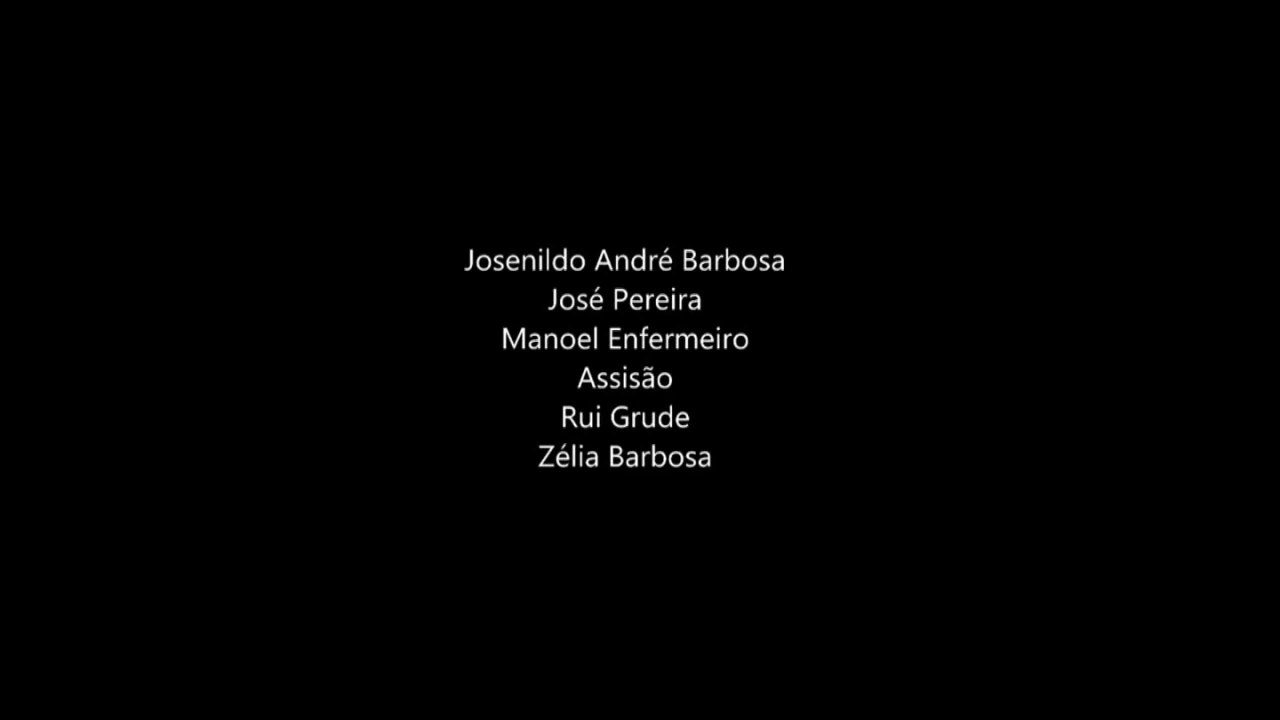 Josenildo André Barbosa
José Pereira
Manoel Enfermeiro
Assisão
Rui Grude
Zélia Barbosa